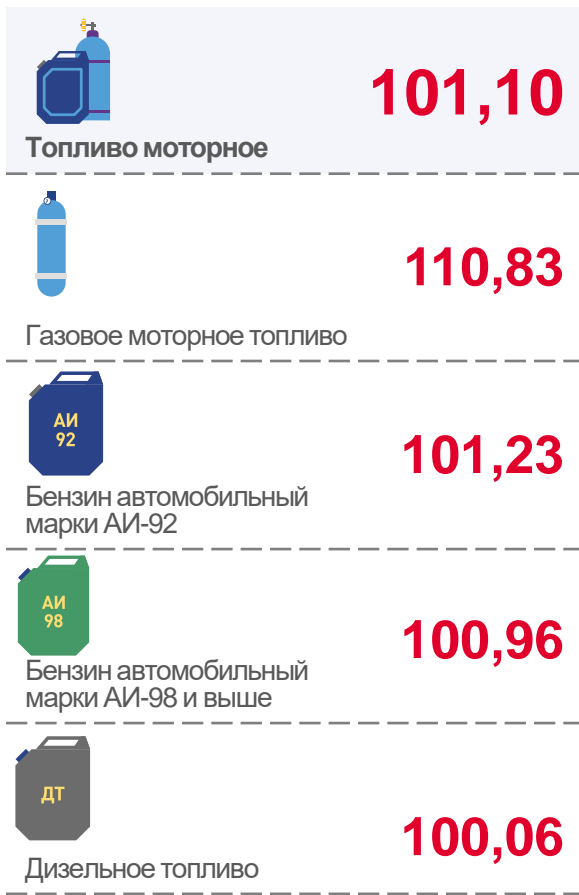 101,10
Топливо моторное
110,83
Газовое моторное топливо
АИ
92
101,23
Бензин автомобильный
марки АИ-92
АИ
98
100,96
Бензин автомобильный
марки АИ-98 и выше
ДТ
100,06
Дизельное топливо